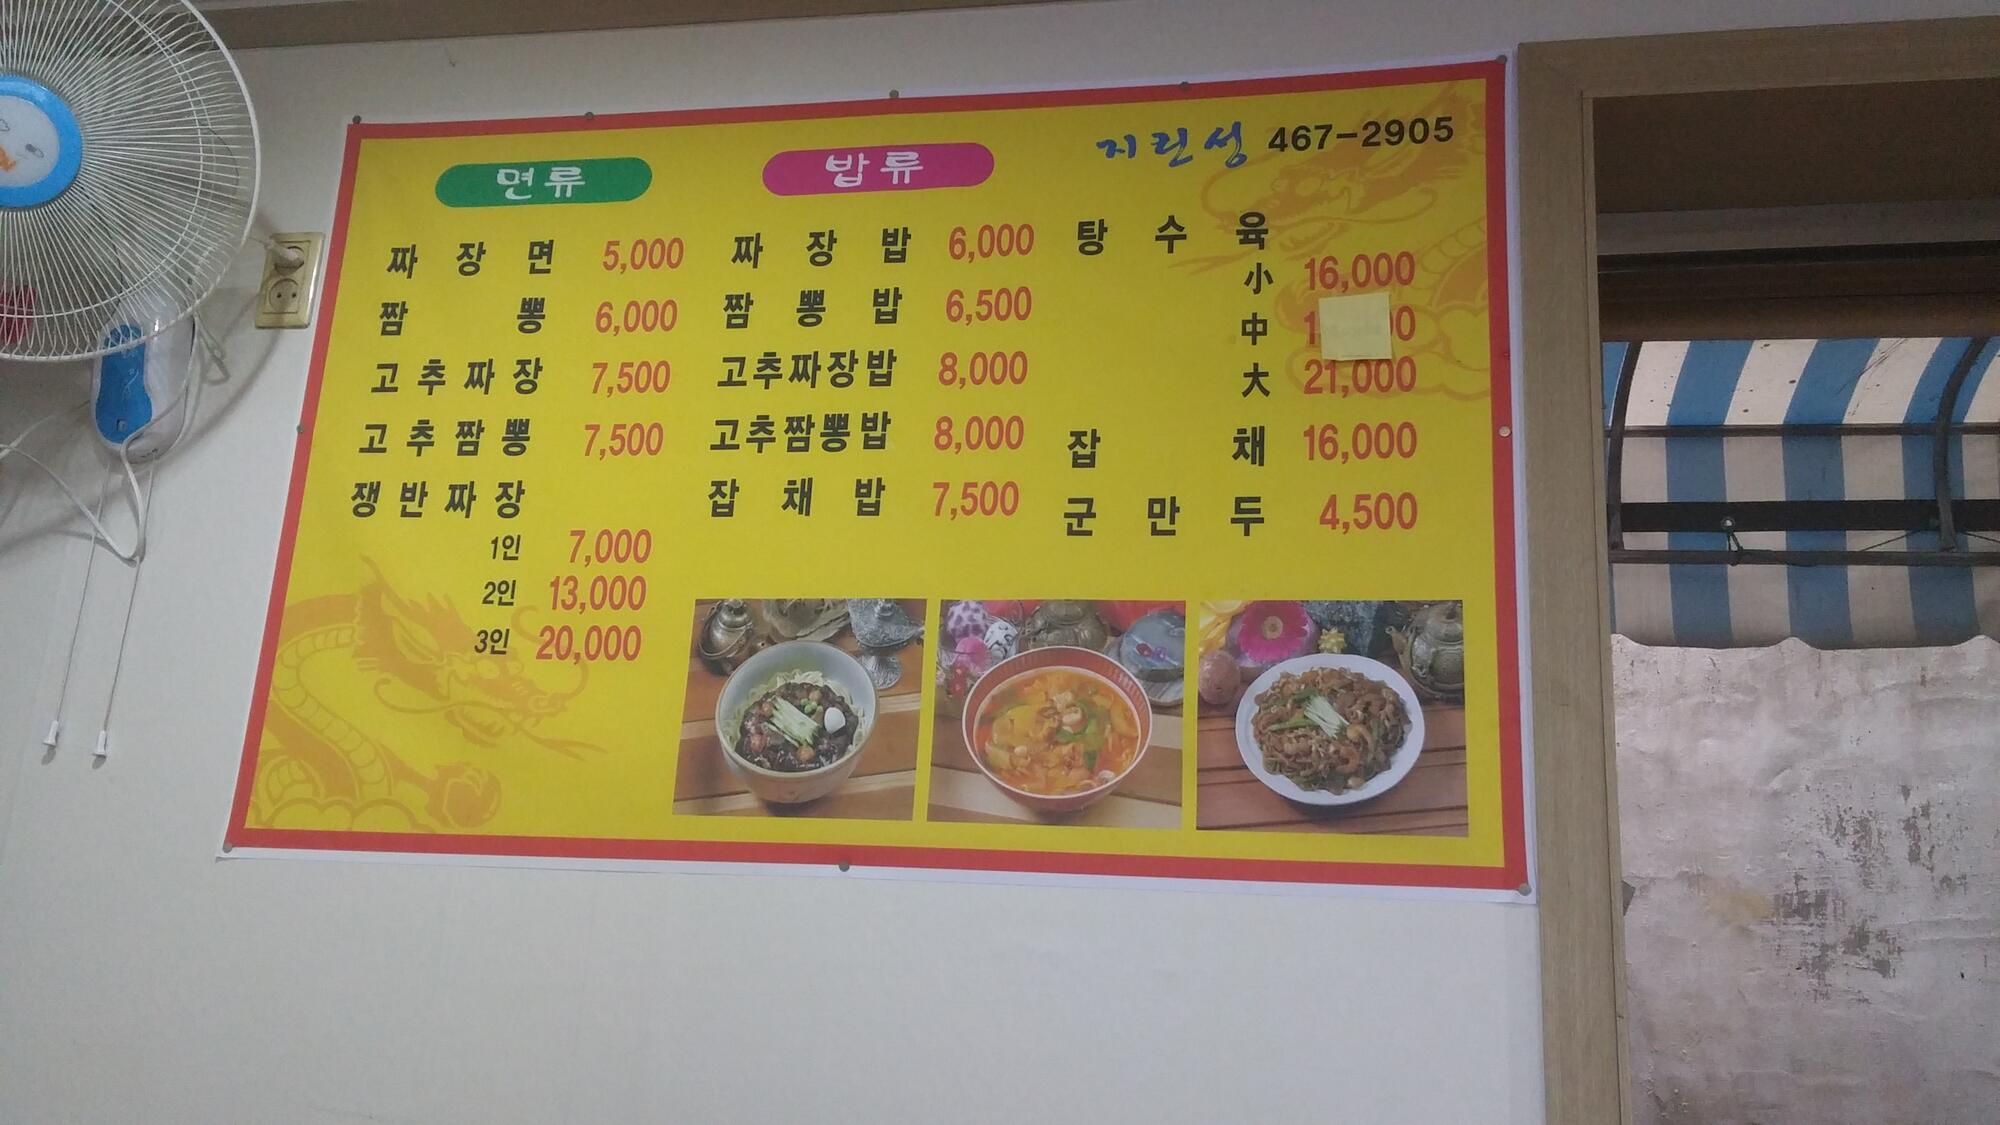 지린성 467-2905
면류
짜장면 5,000
짬뽕 6,000
고추짜장 7,500
고추짬뽕 7,500
쟁반짜장
1인 7,000
2인 13,000
3인 20,000
밥류
짜장밥 6,000
짬뽕밥 6,500
고추짜장밥 8,000
고추짬뽕밥 8,000
잡채밥 7,500
탕수육
小 16,000
中
大 21,000
잡채 16,000
군만두 4,500